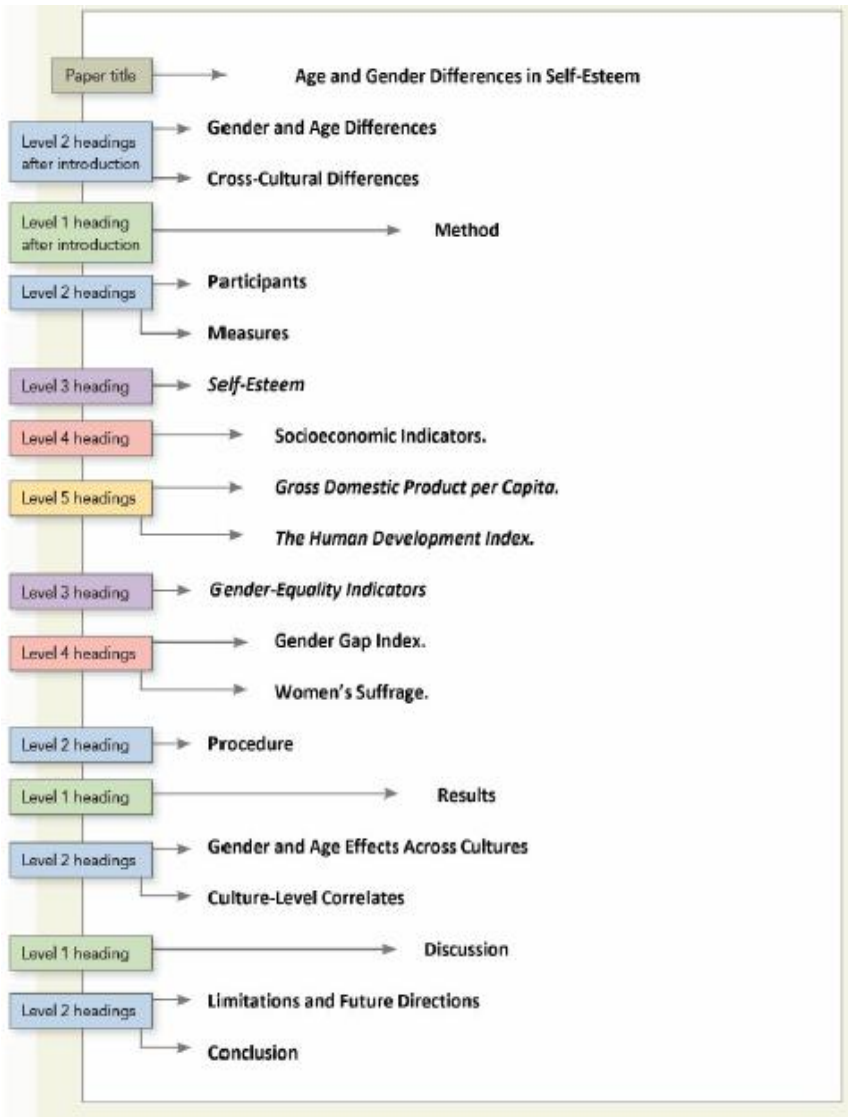 Paper title
Age and Gender Differences in Self-Esteem
Level 2 headings
after introduction
Gender and Age Differences
Cross-Cultural Differences
Level 1 heading
after introduction
Method
Level 2 headings
Participants
Measures
Level 3 heading
Self-Esteem
Level 4 heading
Socioeconomic Indicators.
Level 5 headings
Gross Domestic Product per Capita.
The Human Development Index.
Level 3 heading
Gender-Equality Indicators
Level 4 headings
Gender Gap Index.
Women's Suffrage.
Level 2 heading
Procedure
Level 1 heading
Results
Level 2 headings
Gender and Age Effects Across Cultures
Culture-Level Correlates
Level 1 heading
Discussion
Level 2 headings
Limitations and Future Directions
Conclusion